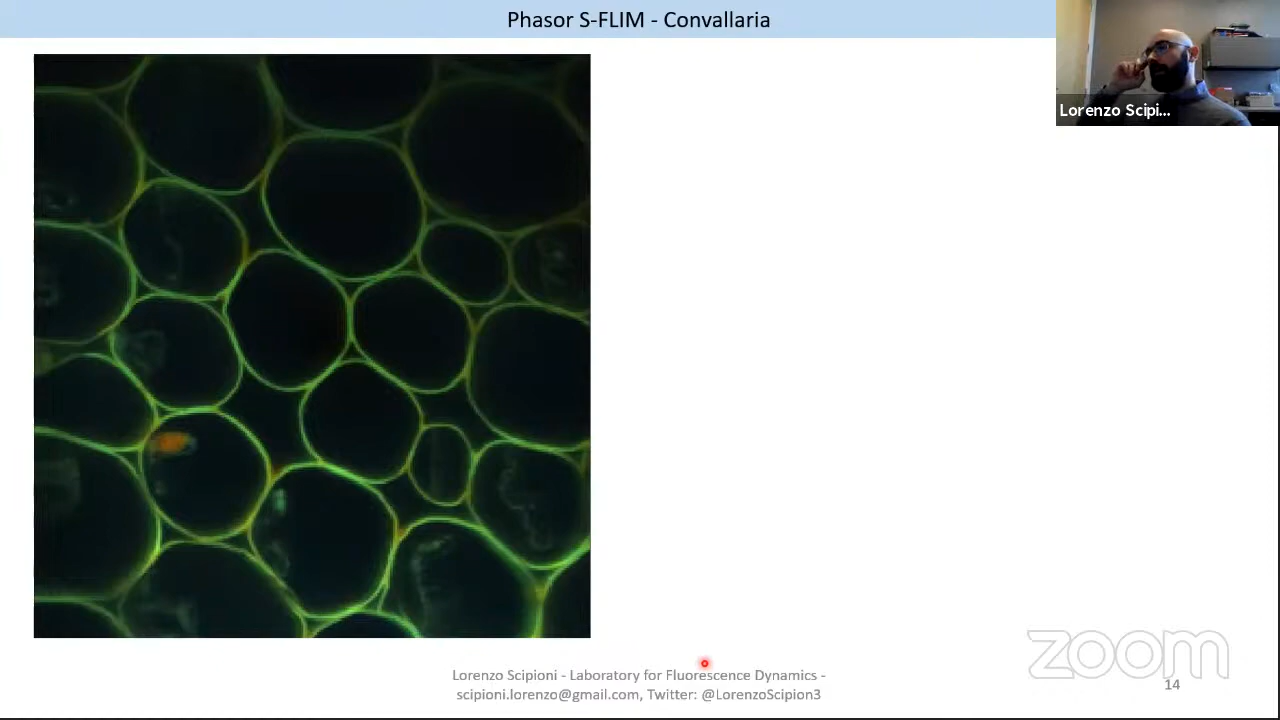 Phasor S-FLIM - Convallaria
Lorenzo Scipi...
Lorenzo Scipioni - Laboratory for Fluorescence Dynamics -
scipioni.lorenzo@gmail.com, Twitter: @LorenzoScipion3
zoom
14